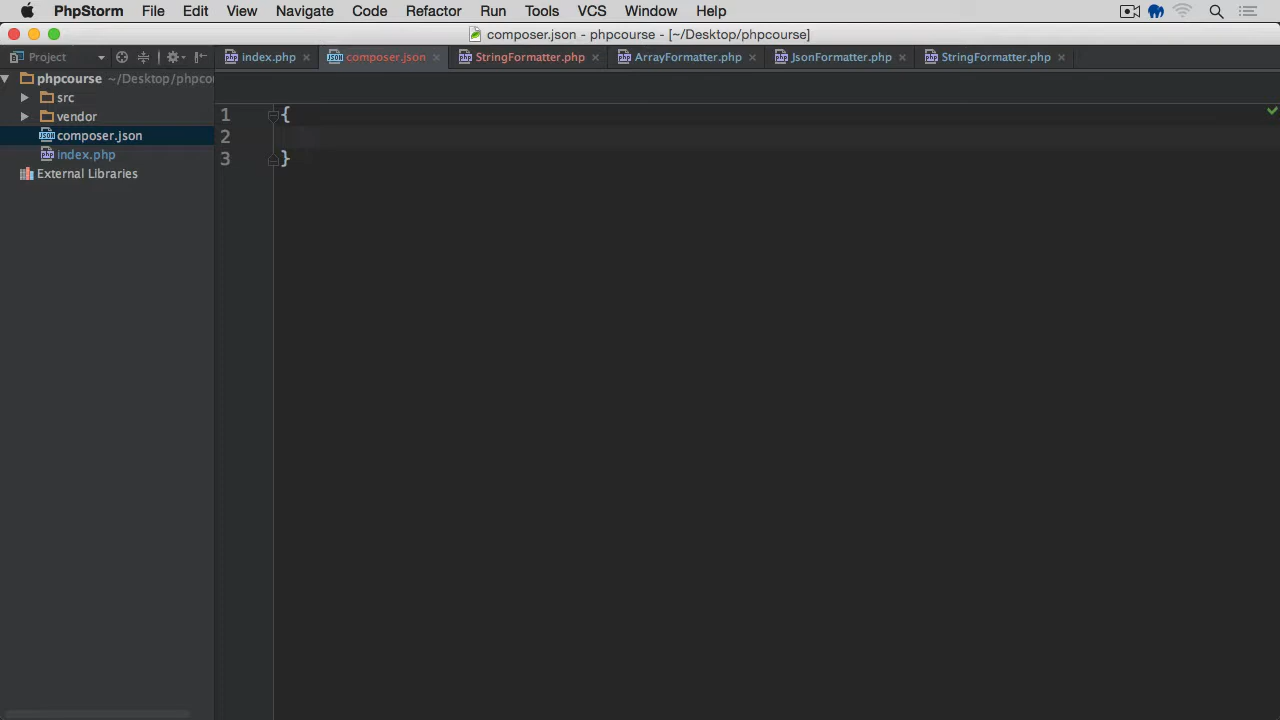 PhpStorm File Edit View Navigate Code Refactor Run Tools VCS Window Help
composer.json - phpcourse - [~/Desktop/phpcourse]
Project index.php composer.json StringFormatter.php ArrayFormatter.php JsonFormatter.php StringFormatter.php
phpcourse ~/Desktop/phpcou
src
vendor
composer.json
index.php
External Libraries
1 {
2
3 }